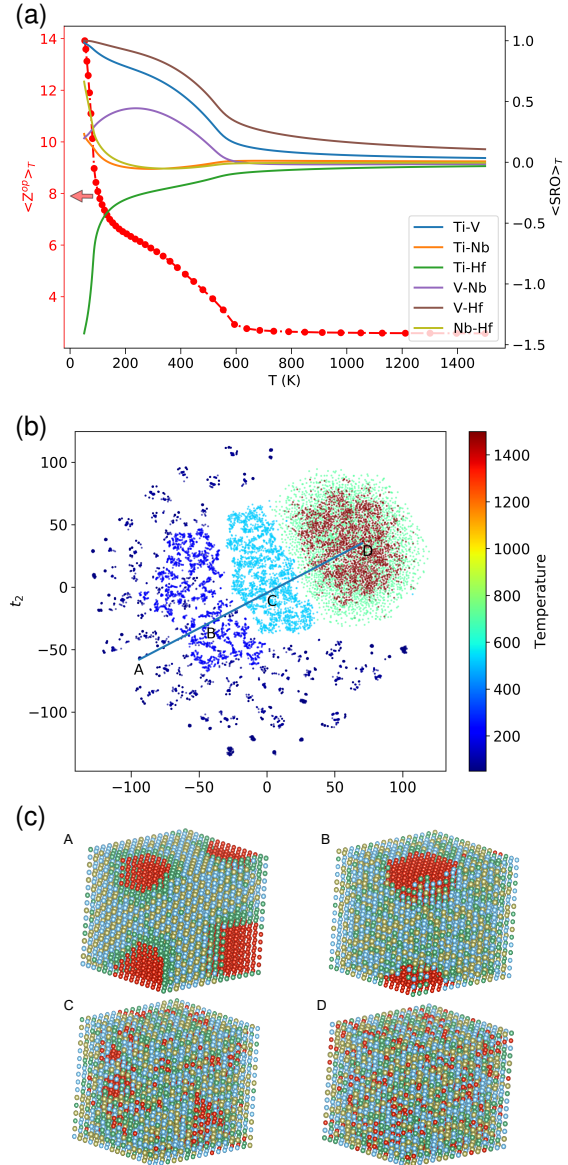 (a)
14
12
10
8
6
4
<Z^{op}>_T
1.0
0.5
0.0
−0.5
−1.0
−1.5
<SRO>_T
Ti-V
Ti-Nb
Ti-Hf
V-Nb
V-Hf
Nb-Hf
0 200 400 600 800 1000 1200 1400
T (K)
(b)
100
50
0
−50
−100
t_2
A
B
C
D
−100 −50 0 50 100
1400
1200
1000
800
600
400
200
Temperature
(c)
A
B
C
D